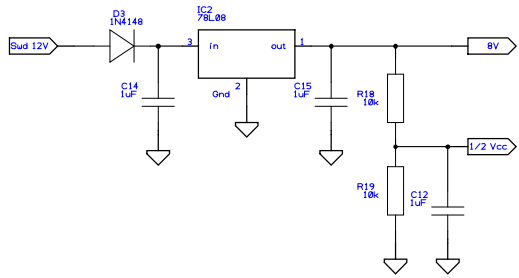 IC2
78L08
D3
1N4148
Swd 12V
3
in
out
1
8V
2
Gnd
C14
1uF
C15
1uF
R18
10k
1/2 Vcc
R19
10k
C12
1uF